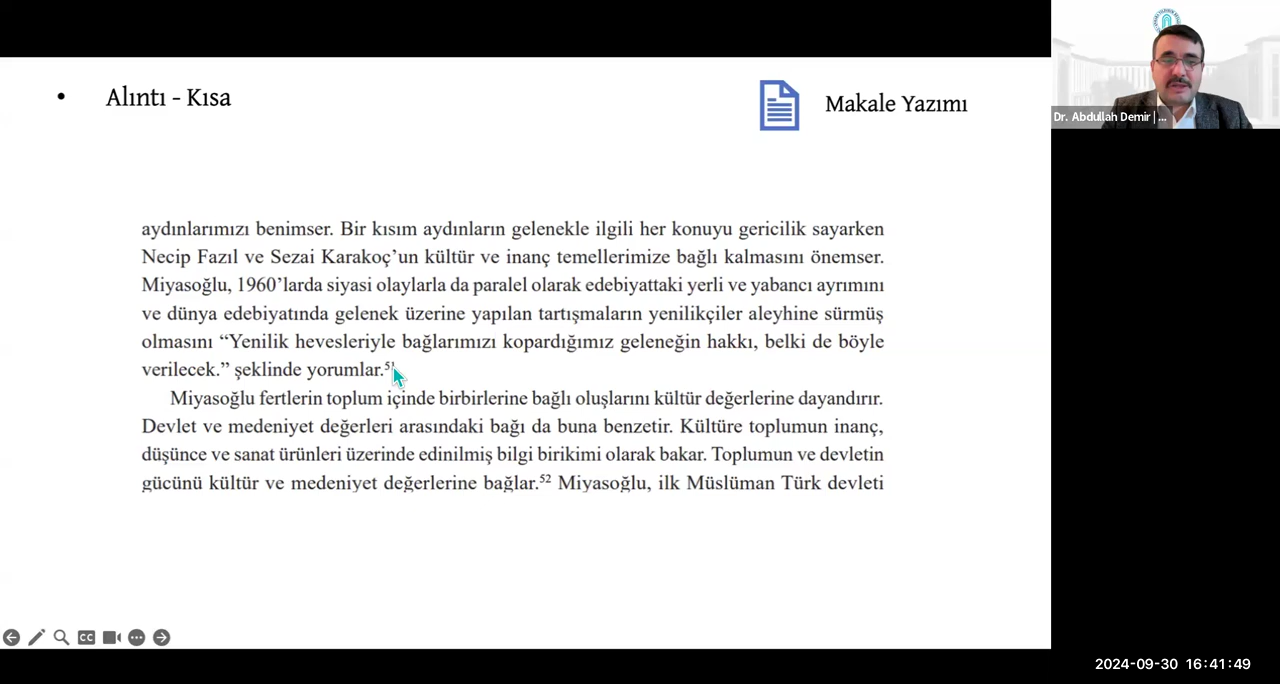 • Alıntı - Kısa
Makale Yazımı
Dr. Abdullah Demir | ...
aydınlarımızı benimser. Bir kısım aydınların gelenekle ilgili her konuyu gericilik sayarken
Necip Fazıl ve Sezai Karakoç’un kültür ve inanç temellerimize bağlı kalmasını önemser.
Miyasoğlu, 1960’larda siyasi olaylarla da paralel olarak edebiyattaki yerli ve yabancı ayrımını
ve dünya edebiyatında gelenek üzerine yapılan tartışmaların yenilikçiler aleyhine sürmüş
olmasını “Yenilik hevesleriyle bağlarımızı kopardığımız geleneğin hakkı, belki de böyle
verilecek.” şeklinde yorumlar.⁵¹
Miyasoğlu fertlerin toplum içinde birbirlerine bağlı oluşlarını kültür değerlerine dayandırır.
Devlet ve medeniyet değerleri arasındaki bağı da buna benzetir. Kültüre toplumun inanç,
düşünce ve sanat ürünleri üzerinde edinilmiş bilgi birikimi olarak bakar. Toplumun ve devletin
gücünü kültür ve medeniyet değerlerine bağlar.⁵² Miyasoğlu, ilk Müslüman Türk devleti
CC
2024-09-30 16:41:49